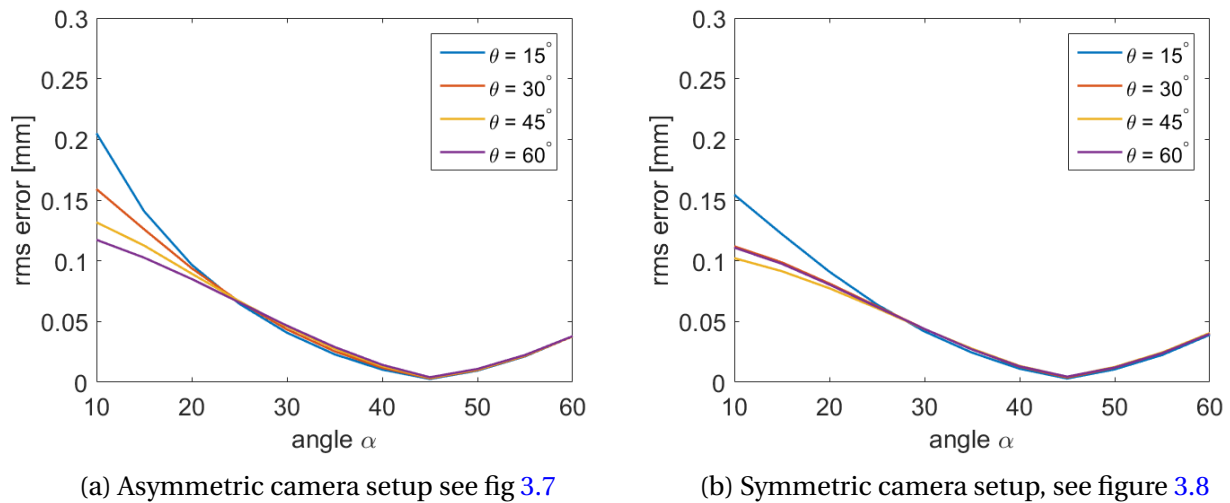 0.3
0.25
0.2
0.15
0.1
0.05
0
10 20 30 40 50 60
rms error [mm]
angle α
θ = 15°
θ = 30°
θ = 45°
θ = 60°
(a) Asymmetric camera setup see fig 3.7
0.3
0.25
0.2
0.15
0.1
0.05
0
10 20 30 40 50 60
rms error [mm]
angle α
θ = 15°
θ = 30°
θ = 45°
θ = 60°
(b) Symmetric camera setup, see figure 3.8